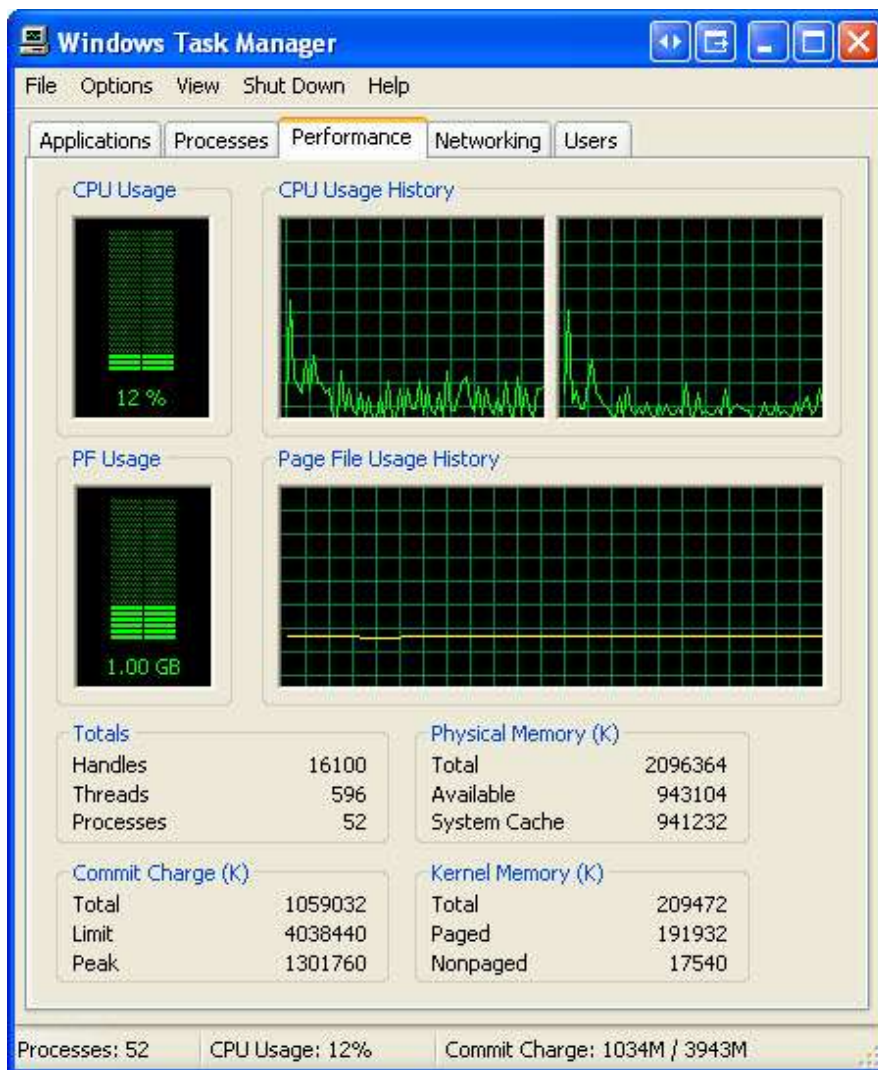 Windows Task Manager
File Options View Shut Down Help
Applications Processes Performance Networking Users
CPU Usage CPU Usage History
12 %
PF Usage Page File Usage History
1.00 GB
Totals Physical Memory (K)
Handles 16100 Total 2096364
Threads 596 Available 943104
Processes 52 System Cache 941232
Commit Charge (K) Kernel Memory (K)
Total 1059032 Total 209472
Limit 4038440 Paged 191932
Peak 1301760 Nonpaged 17540
Processes: 52 CPU Usage: 12% Commit Charge: 1034M / 3943M